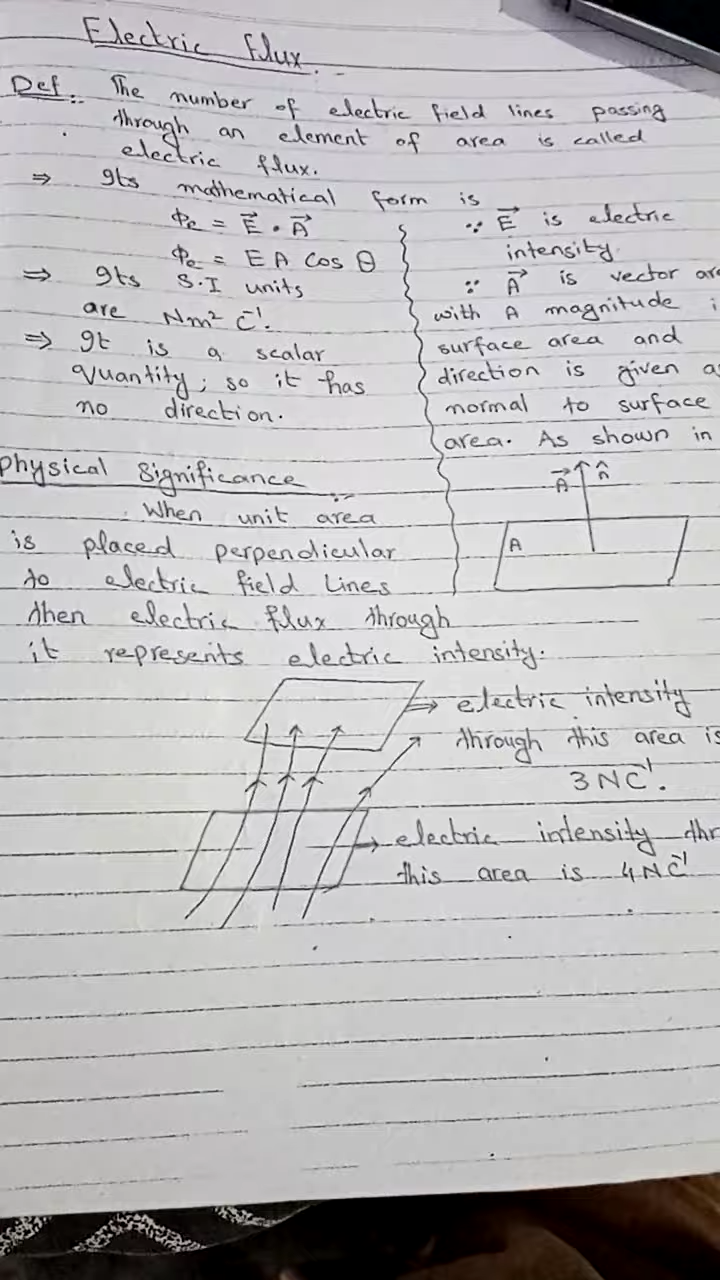 Electric flux
Def. The number of electric field lines passing
through an element of area is called
electric flux.
⇒ Its mathematical form is
Φe = E⃗ . A⃗
Φe = E A Cos θ
⇒ Its S.I units
are Nm² C⁻¹.
⇒ It is a scalar
quantity; so it has
no direction.
∵ E⃗ is electric
intensity.
∵ A⃗ is vector
with A magnitude
surface area and
direction is given
normal to surface
area. As shown in
A⃗ n̂
A
Physical Significance
When unit area
is placed perpendicular
to electric field lines
then electric flux through
it represents electric intensity.
⇒ electric intensity
through this area is
3 NC⁻¹.
→ electric intensity
this area is 4NC⁻¹